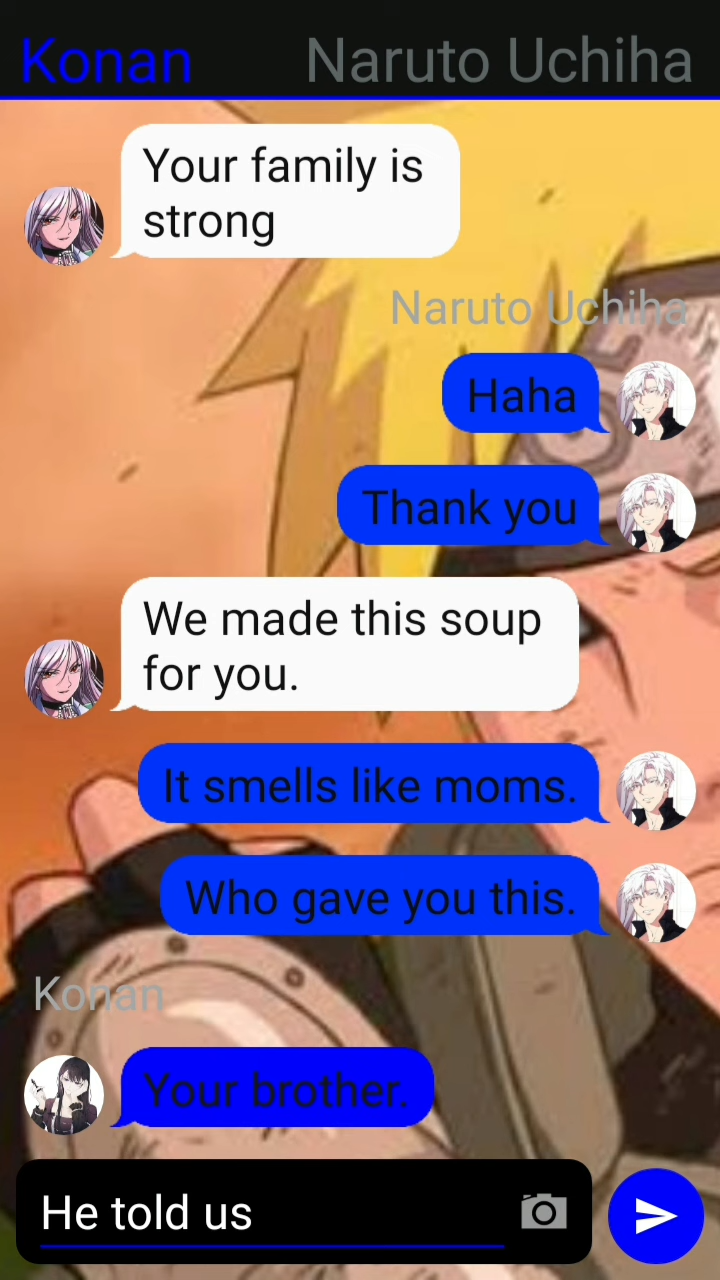 Konan Naruto Uchiha
Your family is
strong
Naruto Uchiha
Haha
Thank you
We made this soup
for you.
It smells like moms.
Who gave you this.
Konan
Your brother.
He told us